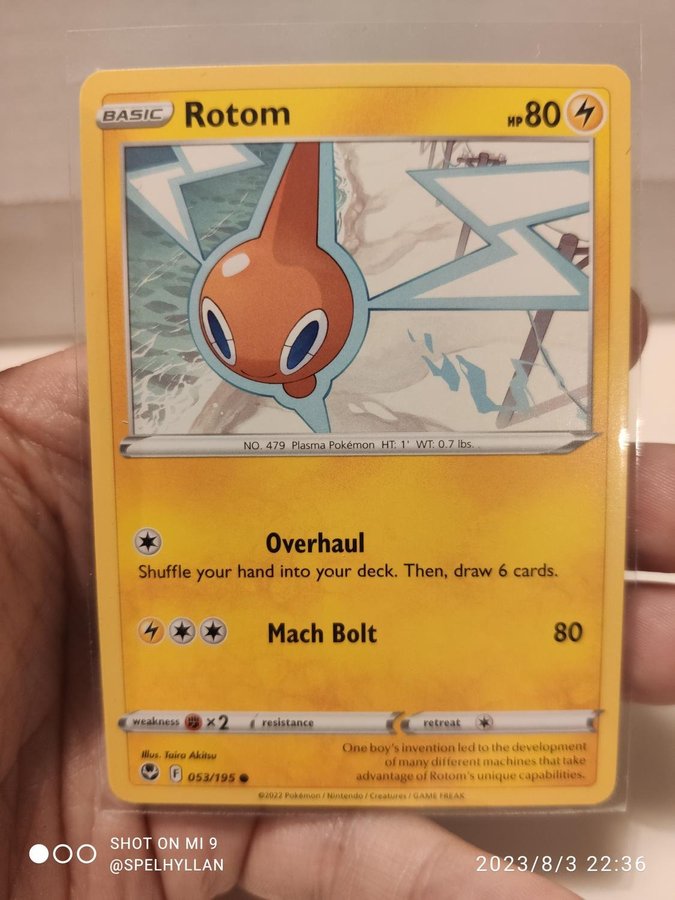 BASIC Rotom HP 80
NO. 479 Plasma Pokémon HT: 1' WT: 0.7 lbs.
Overhaul
Shuffle your hand into your deck. Then, draw 6 cards.
Mach Bolt 80
weakness ×2 resistance retreat
Illus. Taira Akitsu
F 053/195
One boy's invention led to the development
of many different machines that take
advantage of Rotom's unique capabilities.
©2022 Pokémon / Nintendo / Creatures / GAME FREAK
SHOT ON MI 9
@SPELHYLLAN
2023/8/3 22:36